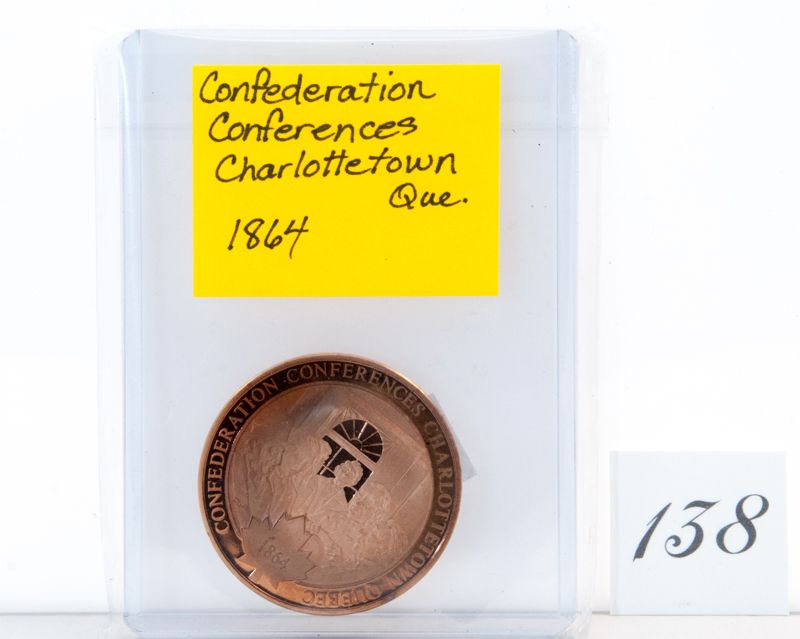 Confederation
Conferences
Charlottetown
Que.
1864
CONFEDERATION · CONFERENCES CHARLOTTETOWN QUEBEC
1864
138